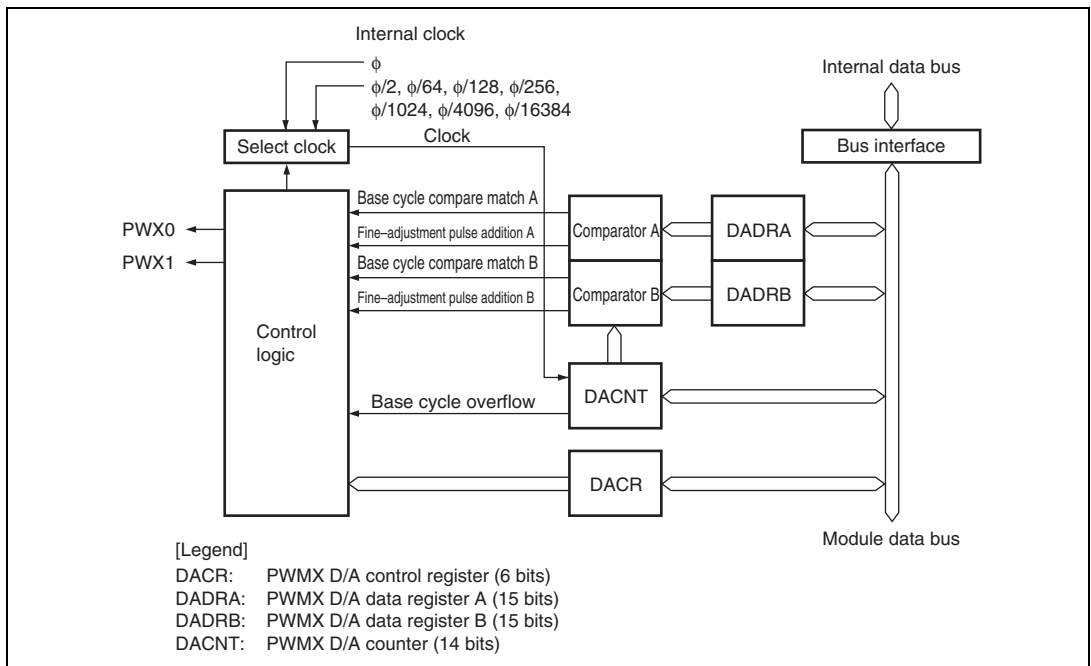 Internal clock
φ
φ/2, φ/64, φ/128, φ/256,
φ/1024, φ/4096, φ/16384
Internal data bus
Select clock
Clock
Bus interface
Base cycle compare match A
Fine–adjustment pulse addition A
Base cycle compare match B
Fine–adjustment pulse addition B
PWX0
PWX1
Comparator A
DADRA
Comparator B
DADRB
Control
logic
DACNT
Base cycle overflow
DACR
Module data bus
[Legend]
DACR: PWMX D/A control register (6 bits)
DADRA: PWMX D/A data register A (15 bits)
DADRB: PWMX D/A data register B (15 bits)
DACNT: PWMX D/A counter (14 bits)